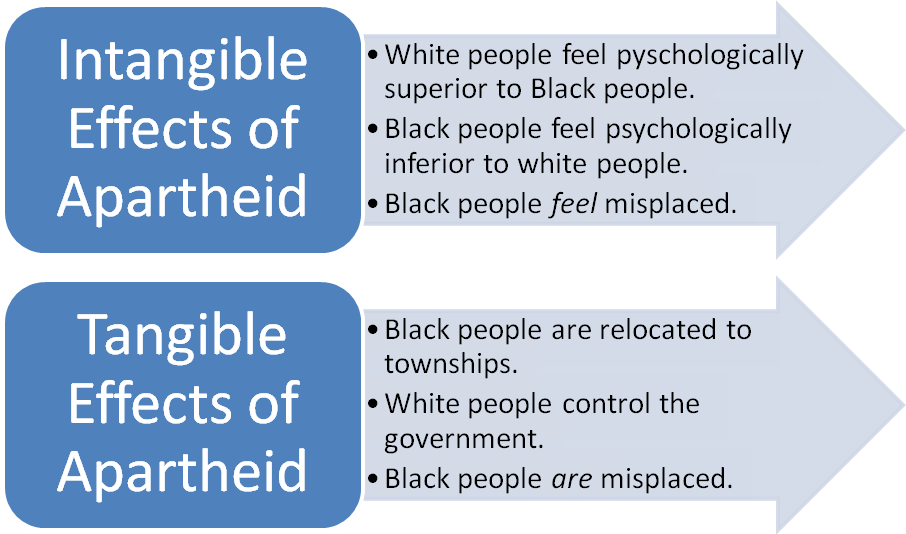 Intangible
Effects of
Apartheid
• White people feel pyschologically
superior to Black people.
• Black people feel psychologically
inferior to white people.
• Black people feel misplaced.
Tangible
Effects of
Apartheid
• Black people are relocated to
townships.
• White people control the
government.
• Black people are misplaced.